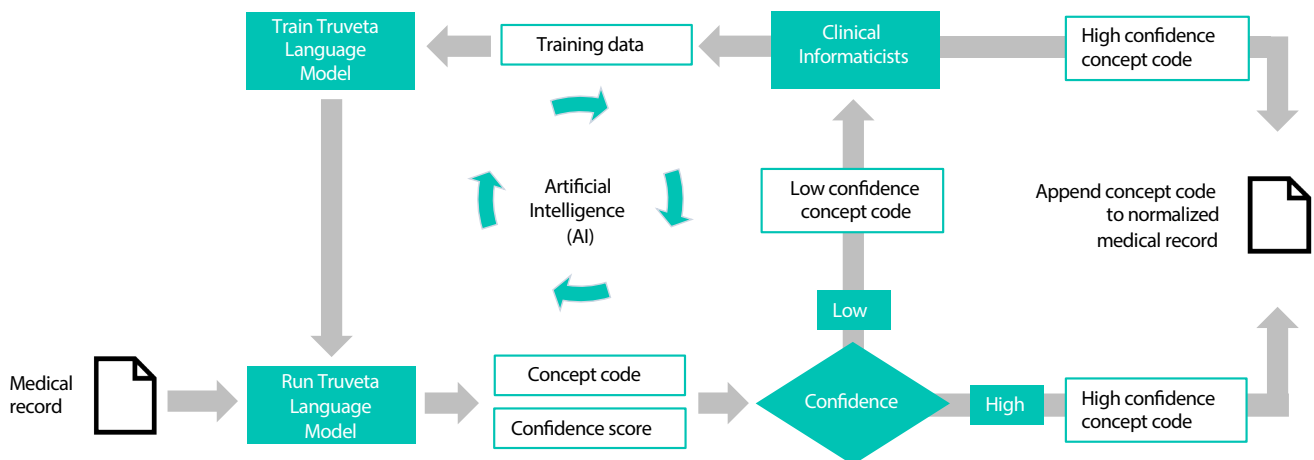 Train Truveta
Language
Model
Training data
Clinical
Informaticists
High confidence
concept code
Artificial
Intelligence
(AI)
Low confidence
concept code
Append concept code
to normalized
medical record
Low
Medical
record
Run Truveta
Language
Model
Concept code
Confidence score
Confidence
High
High confidence
concept code